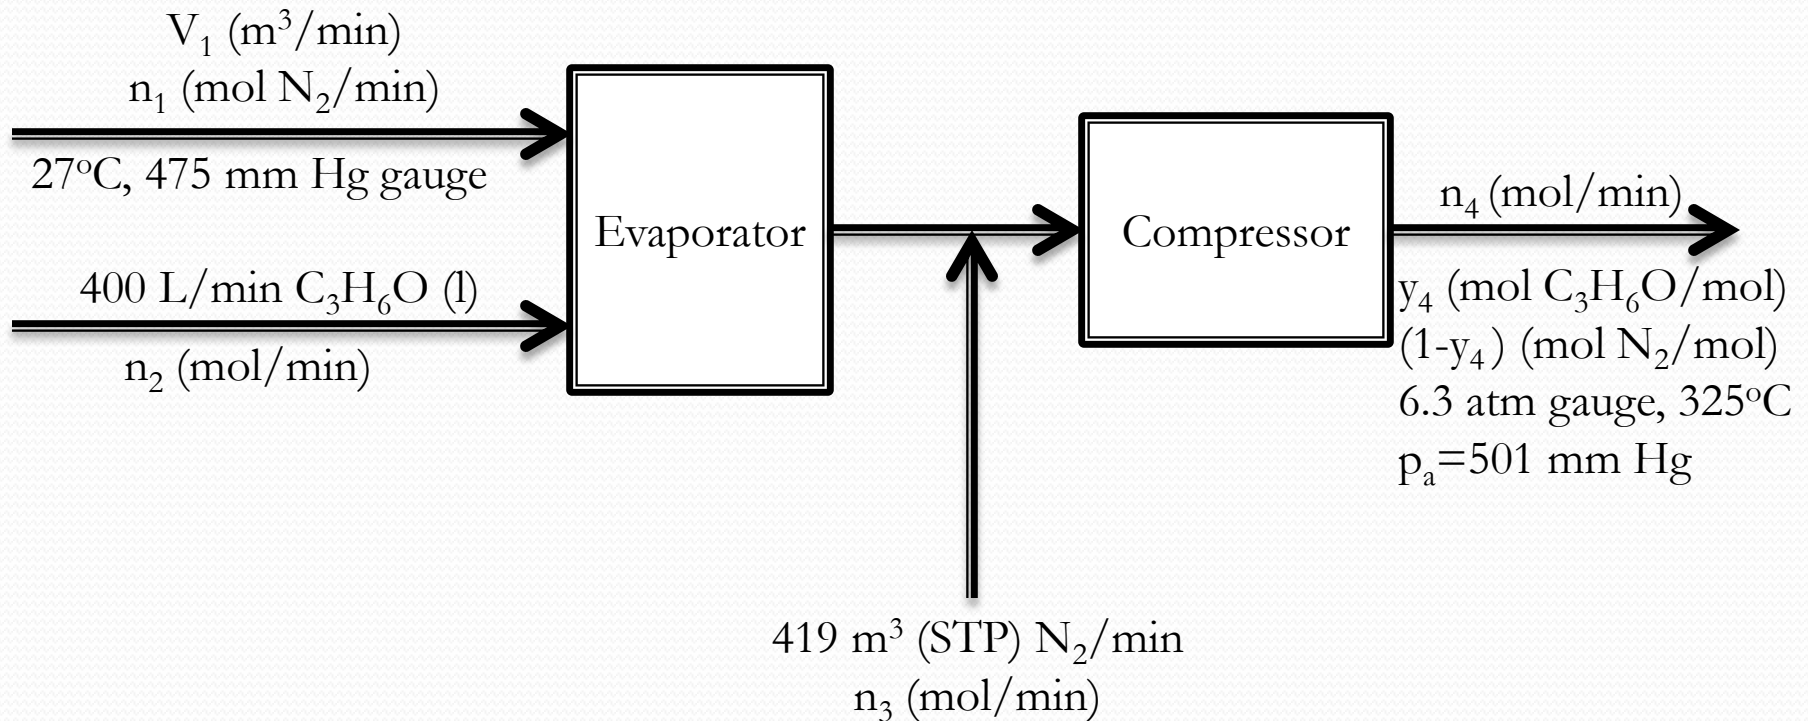 V₁ (m³/min)
n₁ (mol N₂/min)
27°C, 475 mm Hg gauge
400 L/min C₃H₆O (l)
n₂ (mol/min)
Evaporator
Compressor
n₄ (mol/min)
y₄ (mol C₃H₆O/mol)
(1-y₄) (mol N₂/mol)
6.3 atm gauge, 325°C
pₐ=501 mm Hg
419 m³ (STP) N₂/min
n₃ (mol/min)